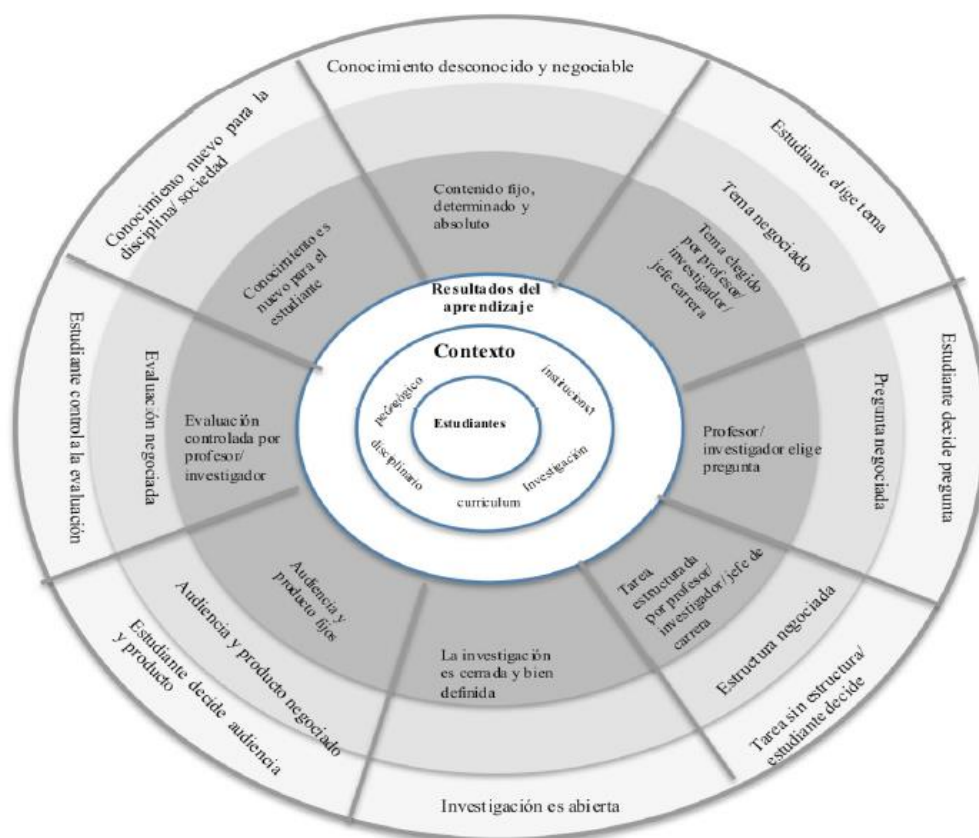 Conocimiento desconocido y negociable
Contenido fijo,
determinado y
absoluto
Estudiante elige tema
Tema negociado
Tema elegido
por profesor/
investigador/
jefe carrera
Estudiante decide pregunta
Pregunta negociada
Profesor/
investigador elige
pregunta
Tarea sin estructura/
estudiante decide
Estructura negociada
Tarea
estructurada
por profesor/
investigador/jefe de
carrera
Investigación es abierta
La investigación
es cerrada y bien
definida
Estudiante decide audiencia
y producto
Audiencia y producto negociado
Audiencia y
producto fijos
Estudiante controla la evaluación
Evaluación negociada
Evaluación
controlada por
profesor/
investigador
Conocimiento nuevo para la
disciplina/ sociedad
Conocimiento es
nuevo para el
estudiante
Resultados del
aprendizaje
Contexto
pedagógico
institucional
disciplinario
Investigación
curriculum
Estudiantes